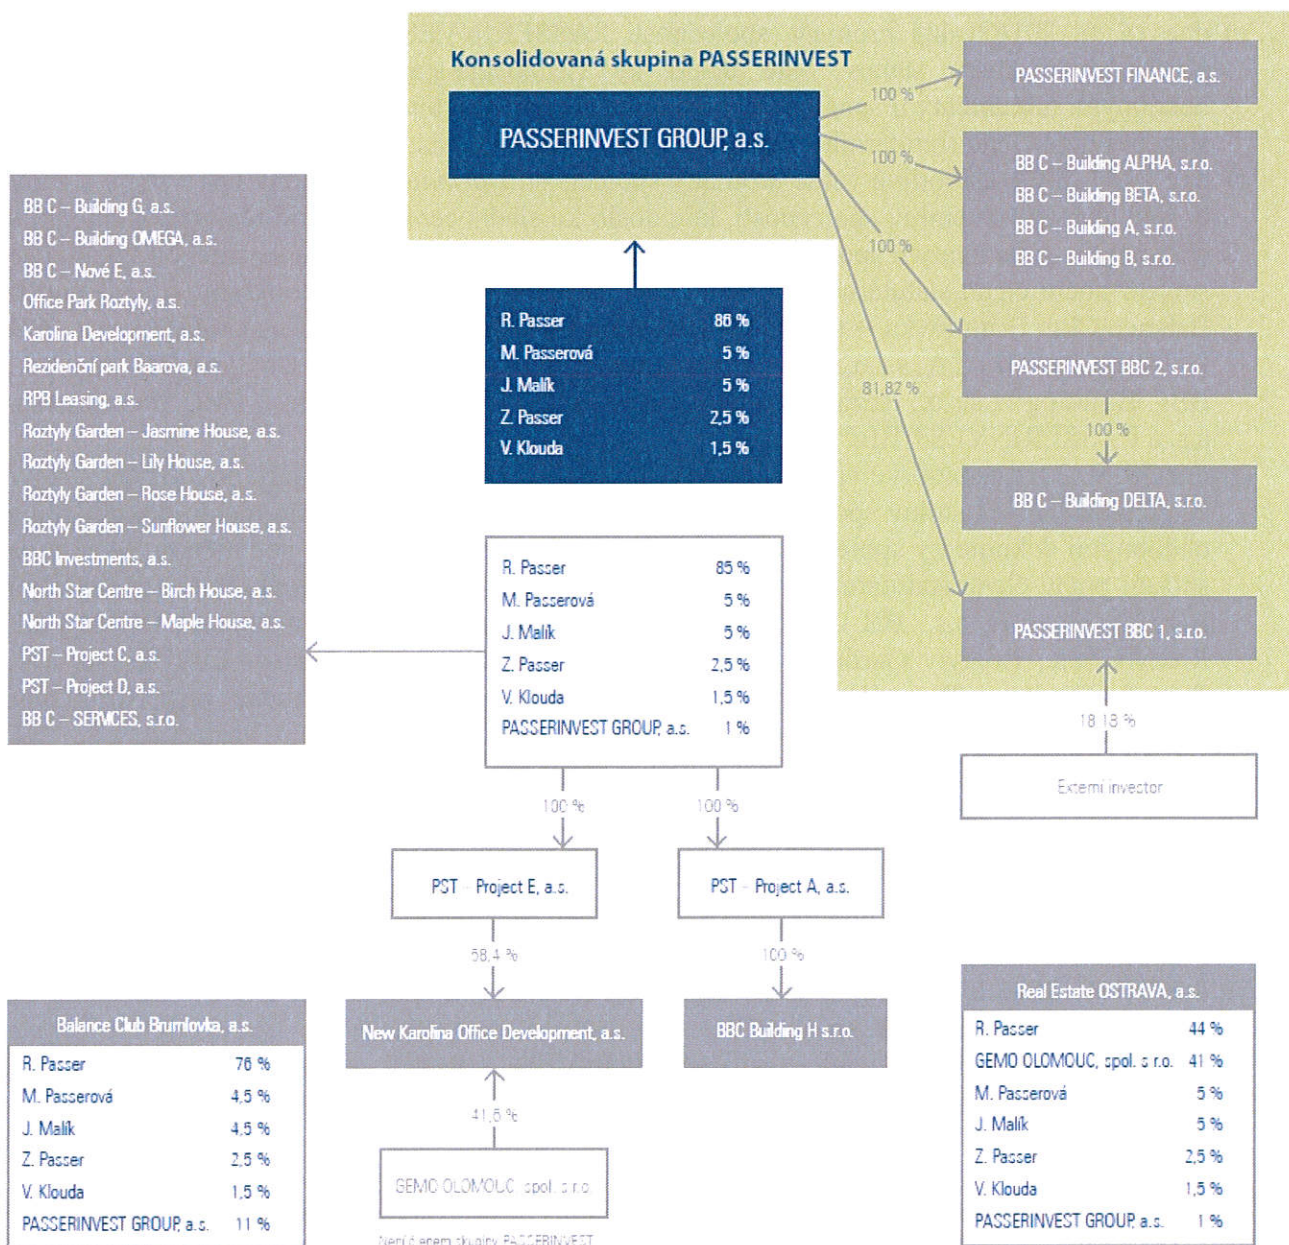 Konsolidovaná skupina PASSERINVEST
PASSERINVEST GROUP, a.s.
100 %
PASSERINVEST FINANCE, a.s.
100 %
BB C – Building ALPHA, s.r.o.
BB C – Building BETA, s.r.o.
BB C – Building A, s.r.o.
BB C – Building B, s.r.o.
100 %
PASSERINVEST BBC 2, s.r.o.
100 %
BB C – Building DELTA, s.r.o.
81,82 %
PASSERINVEST BBC 1, s.r.o.
18,18 %
Externí investor
R. Passer 86 %
M. Passerová 5 %
J. Malík 5 %
Z. Passer 2,5 %
V. Klouda 1,5 %
BB C – Building G, a.s.
BB C – Building OMEGA, a.s.
BB C – Nové E, a.s.
Office Park Roztyly, a.s.
Karolina Development, a.s.
Rezidenční park Baarova, a.s.
RPB Leasing, a.s.
Roztyly Garden – Jasmine House, a.s.
Roztyly Garden – Lily House, a.s.
Roztyly Garden – Rose House, a.s.
Roztyly Garden – Sunflower House, a.s.
BBC Investments, a.s.
North Star Centre – Birch House, a.s.
North Star Centre – Maple House, a.s.
PST – Project C, a.s.
PST – Project D, a.s.
BB C – SERVICES, s.r.o.
R. Passer 85 %
M. Passerová 5 %
J. Malík 5 %
Z. Passer 2,5 %
V. Klouda 1,5 %
PASSERINVEST GROUP, a.s. 1 %
100 %
100 %
PST – Project E, a.s.
PST – Project A, a.s.
58,4 %
100 %
New Karolina Office Development, a.s.
BBC Building H s.r.o.
41,6 %
GEMO OLOMOUC, spol. s r.o.
Není členem skupiny PASSERINVEST
Balance Club Brumlovka, a.s.
R. Passer 76 %
M. Passerová 4,5 %
J. Malík 4,5 %
Z. Passer 2,5 %
V. Klouda 1,5 %
PASSERINVEST GROUP, a.s. 11 %
Real Estate OSTRAVA, a.s.
R. Passer 44 %
GEMO OLOMOUC, spol. s r.o. 41 %
M. Passerová 5 %
J. Malík 5 %
Z. Passer 2,5 %
V. Klouda 1,5 %
PASSERINVEST GROUP, a.s. 1 %